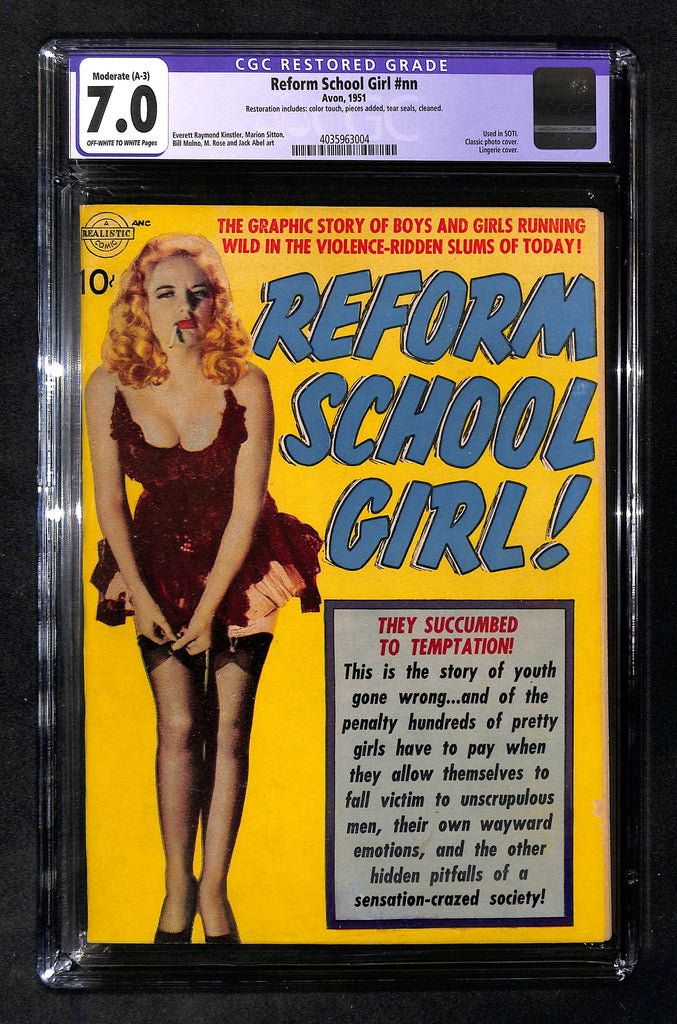 CGC RESTORED GRADE
Moderate (A-3)
7.0
OFF-WHITE TO WHITE Pages
Reform School Girl #nn
Avon, 1951
Restoration includes: color touch, pieces added, tear seals, cleaned.
Everett Raymond Kinstler, Marion Sitton,
Bill Molno, M. Rose and Jack Abel art
4035963004
Used in SOTI.
Classic photo cover.
Lingerie cover.
A
REALISTIC
COMIC
ANC
10¢
THE GRAPHIC STORY OF BOYS AND GIRLS RUNNING
WILD IN THE VIOLENCE-RIDDEN SLUMS OF TODAY!
REFORM
SCHOOL
GIRL!
THEY SUCCUMBED
TO TEMPTATION!
This is the story of youth
gone wrong...and of the
penalty hundreds of pretty
girls have to pay when
they allow themselves to
fall victim to unscrupulous
men, their own wayward
emotions, and the other
hidden pitfalls of a
sensation-crazed society!